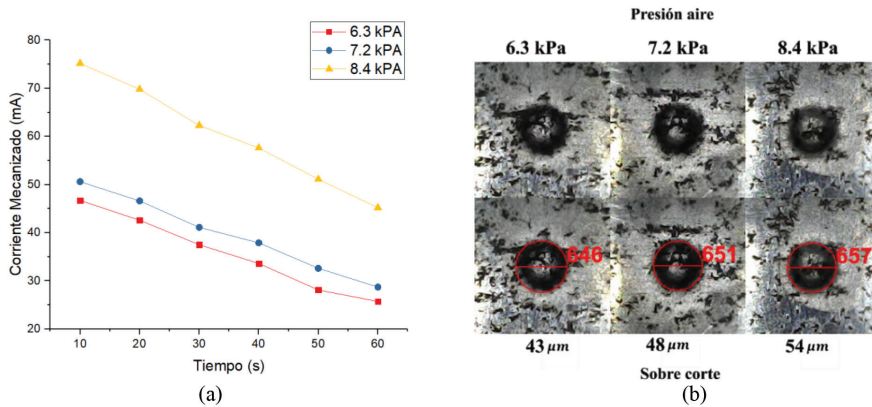 80
70
60
50
40
30
20
10 20 30 40 50 60
Corriente Mecanizado (mA)
Tiempo (s)
6.3 kPA
7.2 kPA
8.4 kPA
(a)
Presión aire
6.3 kPa 7.2 kPa 8.4 kPa
646 651 657
43 µm 48 µm 54 µm
Sobre corte
(b)